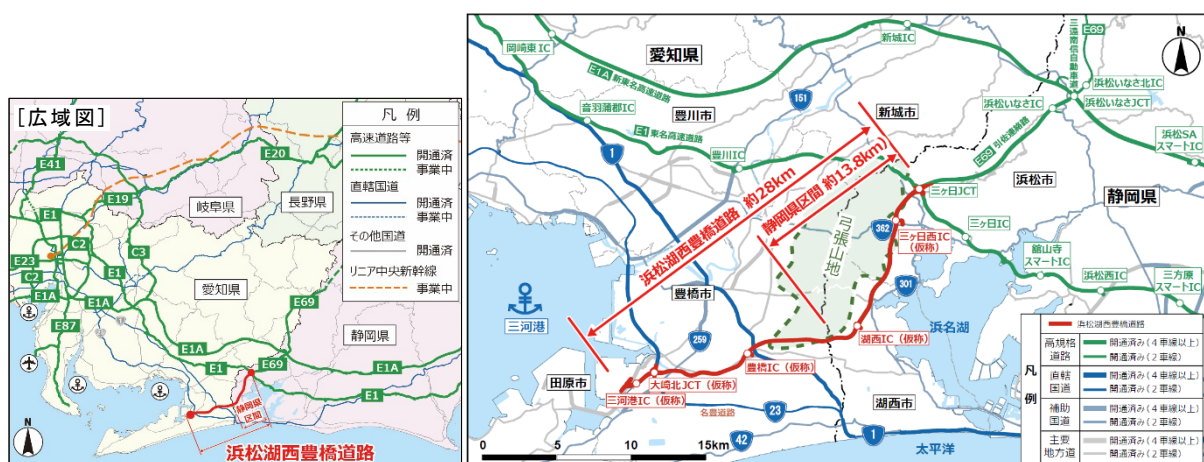 [広域図]
凡 例
高速道路等
開通済
事業中
直轄国道
開通済
事業中
その他国道
開通済
リニア中央新幹線
事業中
E41
E20
E19
岐阜県
長野県
E1
C2
C3
E23
C2
E1
E1A
E1A
愛知県
E87
E69
静岡県
E1A
E69
E1A
E1
E1
静岡県
区間
浜松湖西豊橋道路
N
岡崎東IC
愛知県
新城IC
三遠南信自動車道
E69
N
E1A 新東名高速道路
音羽蒲郡IC
豊川市
151
新城市
浜松いなさ北IC
浜松いなさIC
浜松いなさJCT
E1 東名高速道路
1
豊川IC
E69 引佐連絡路
浜松SA
スマートIC
浜松湖西豊橋道路 約28km
静岡県区間 約13.8km)
三ヶ日JCT
浜松市
静岡県
弓張山地
362
三ヶ日西IC
(仮称)
三ヶ日IC
舘山寺
スマートIC
浜松西IC
三方原
スマートIC
三河港
豊橋市
301
浜名湖
259
湖西IC(仮称)
豊橋IC(仮称)
田原市
大崎北JCT(仮称)
三河港IC(仮称)
湖西市
名豊道路
23
42
1
太平洋
0 5 10 15km
凡例
浜松湖西豊橋道路
高規格
道路
開通済み(4車線以上)
開通済み(2車線)
直轄
国道
開通済み(4車線以上)
開通済み(2車線)
補助
国道
開通済み(4車線以上)
開通済み(2車線)
主要
地方道
開通済み(4車線以上)
開通済み(2車線)